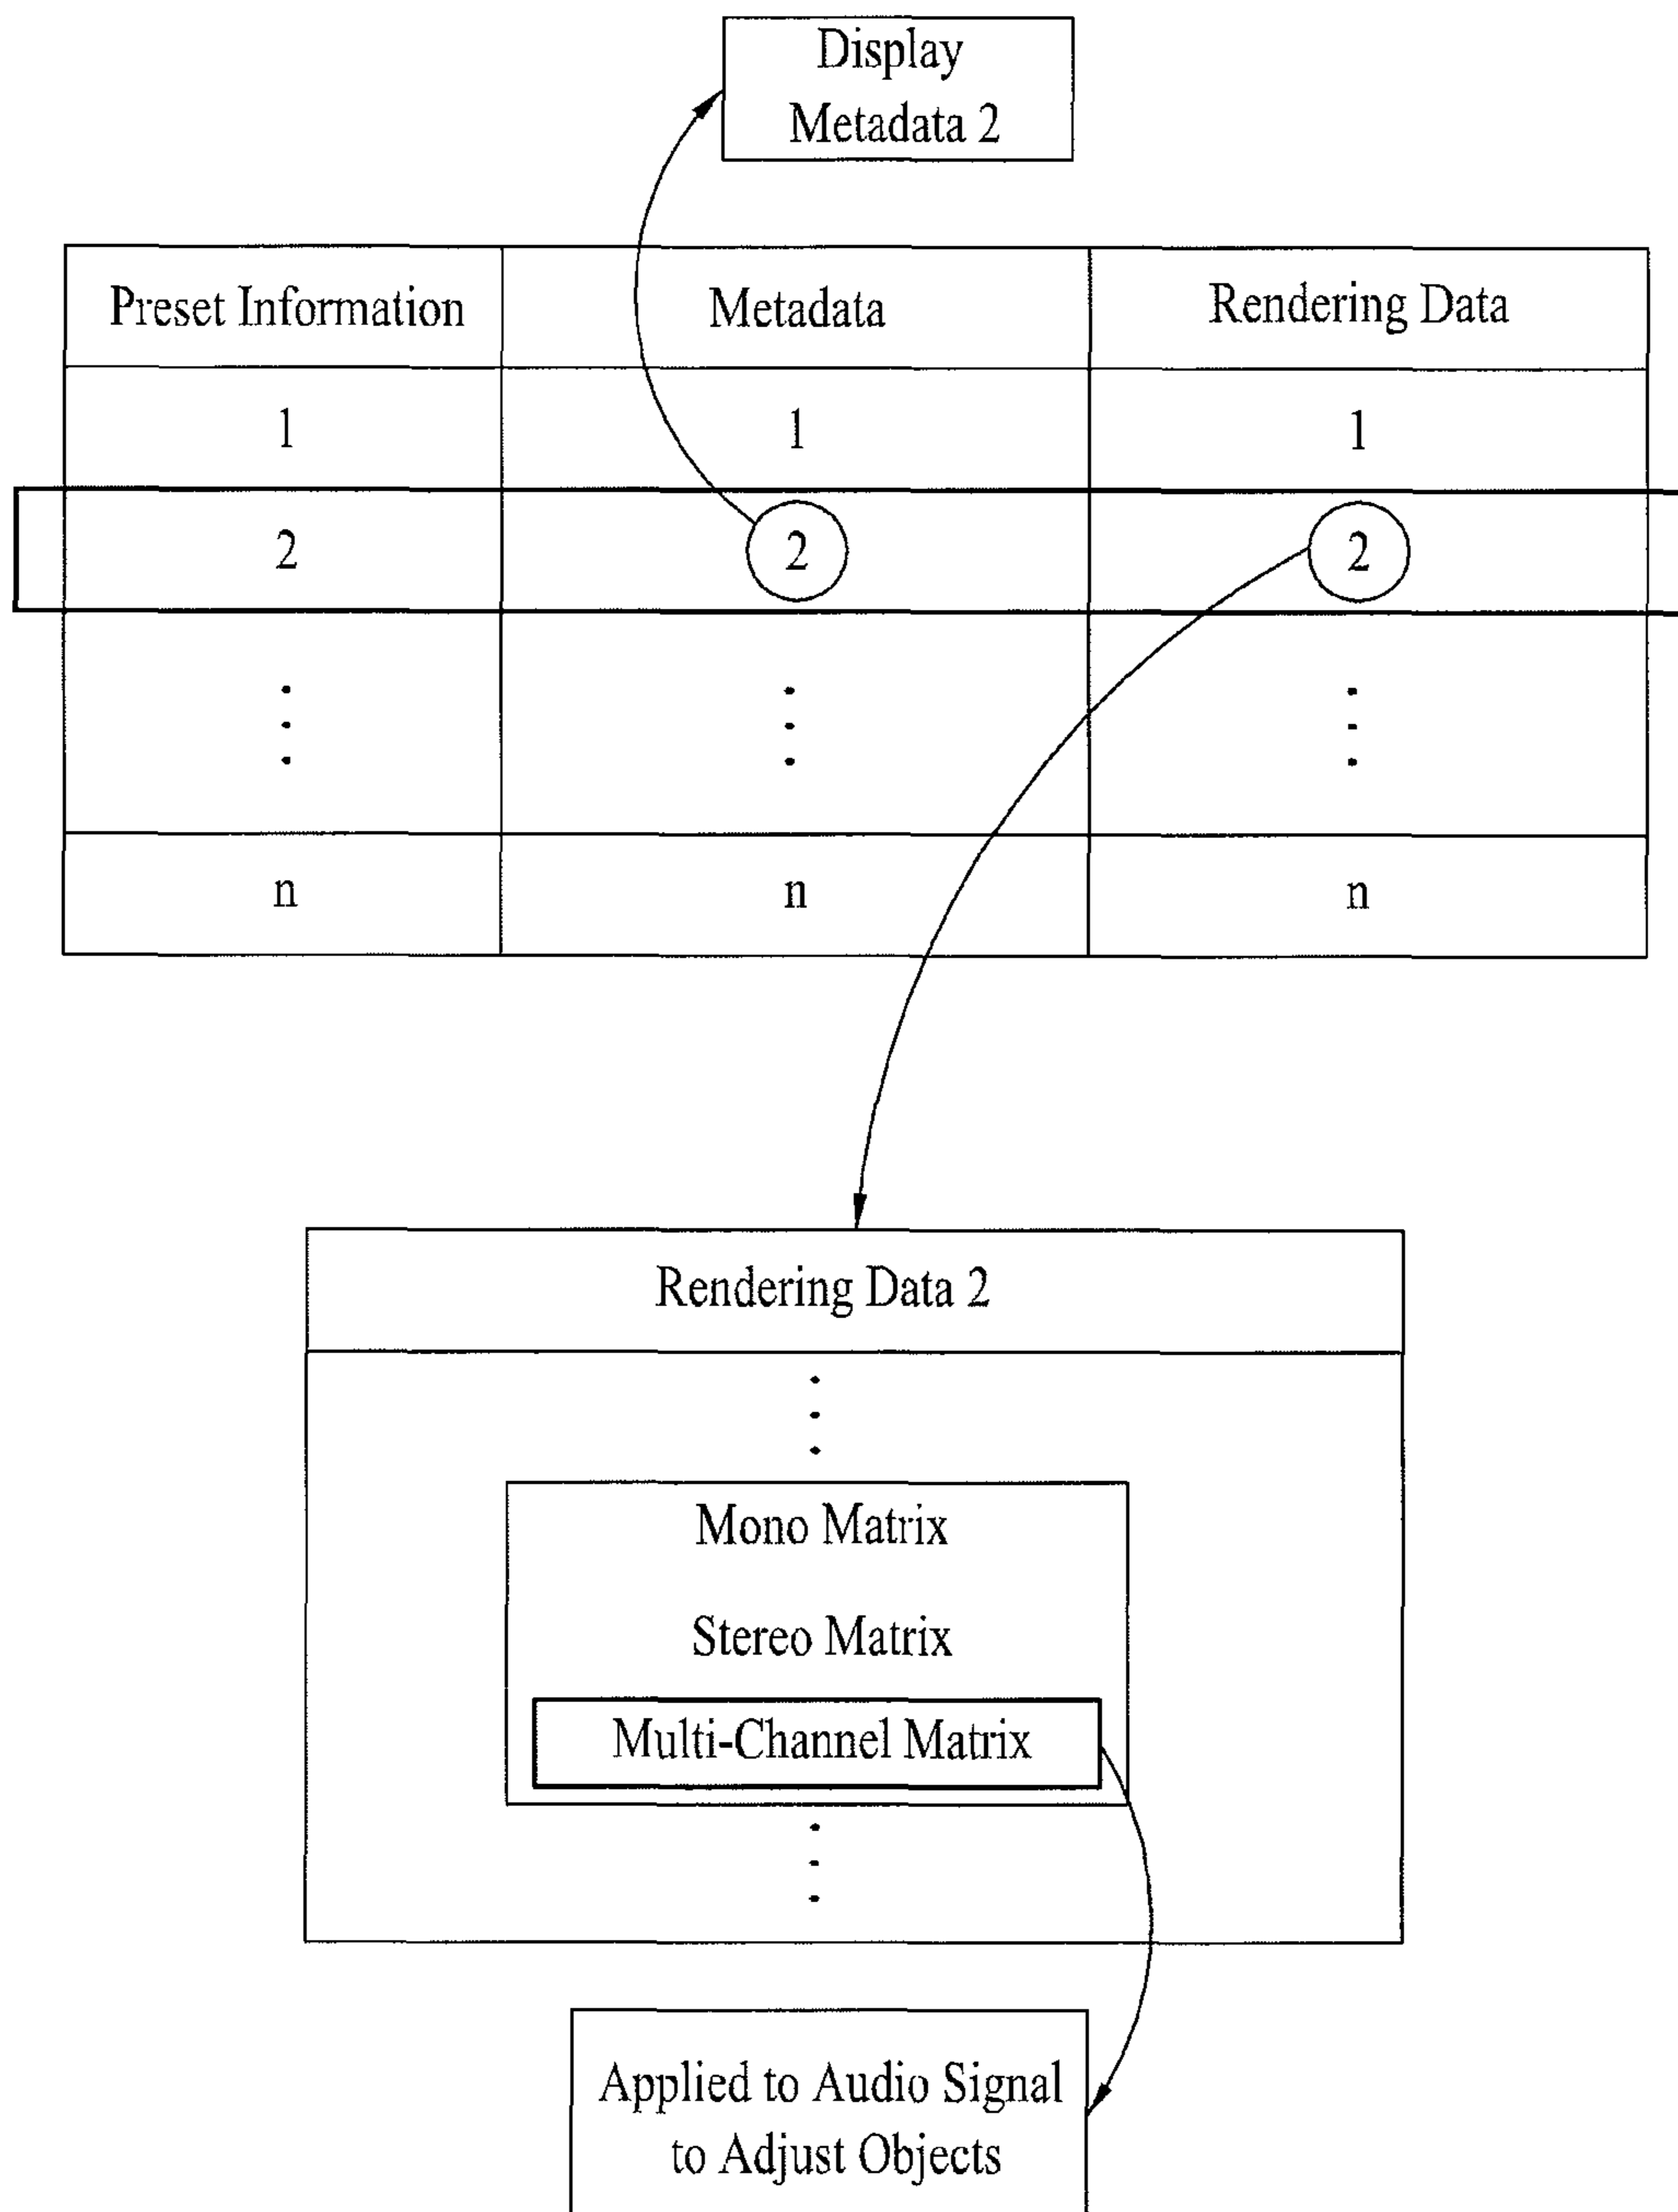 Display
Metadata 2
Preset Information Metadata Rendering Data
1 1 1
2 2 2
n n n
Rendering Data 2
Mono Matrix
Stereo Matrix
Multi-Channel Matrix
Applied to Audio Signal
to Adjust Objects